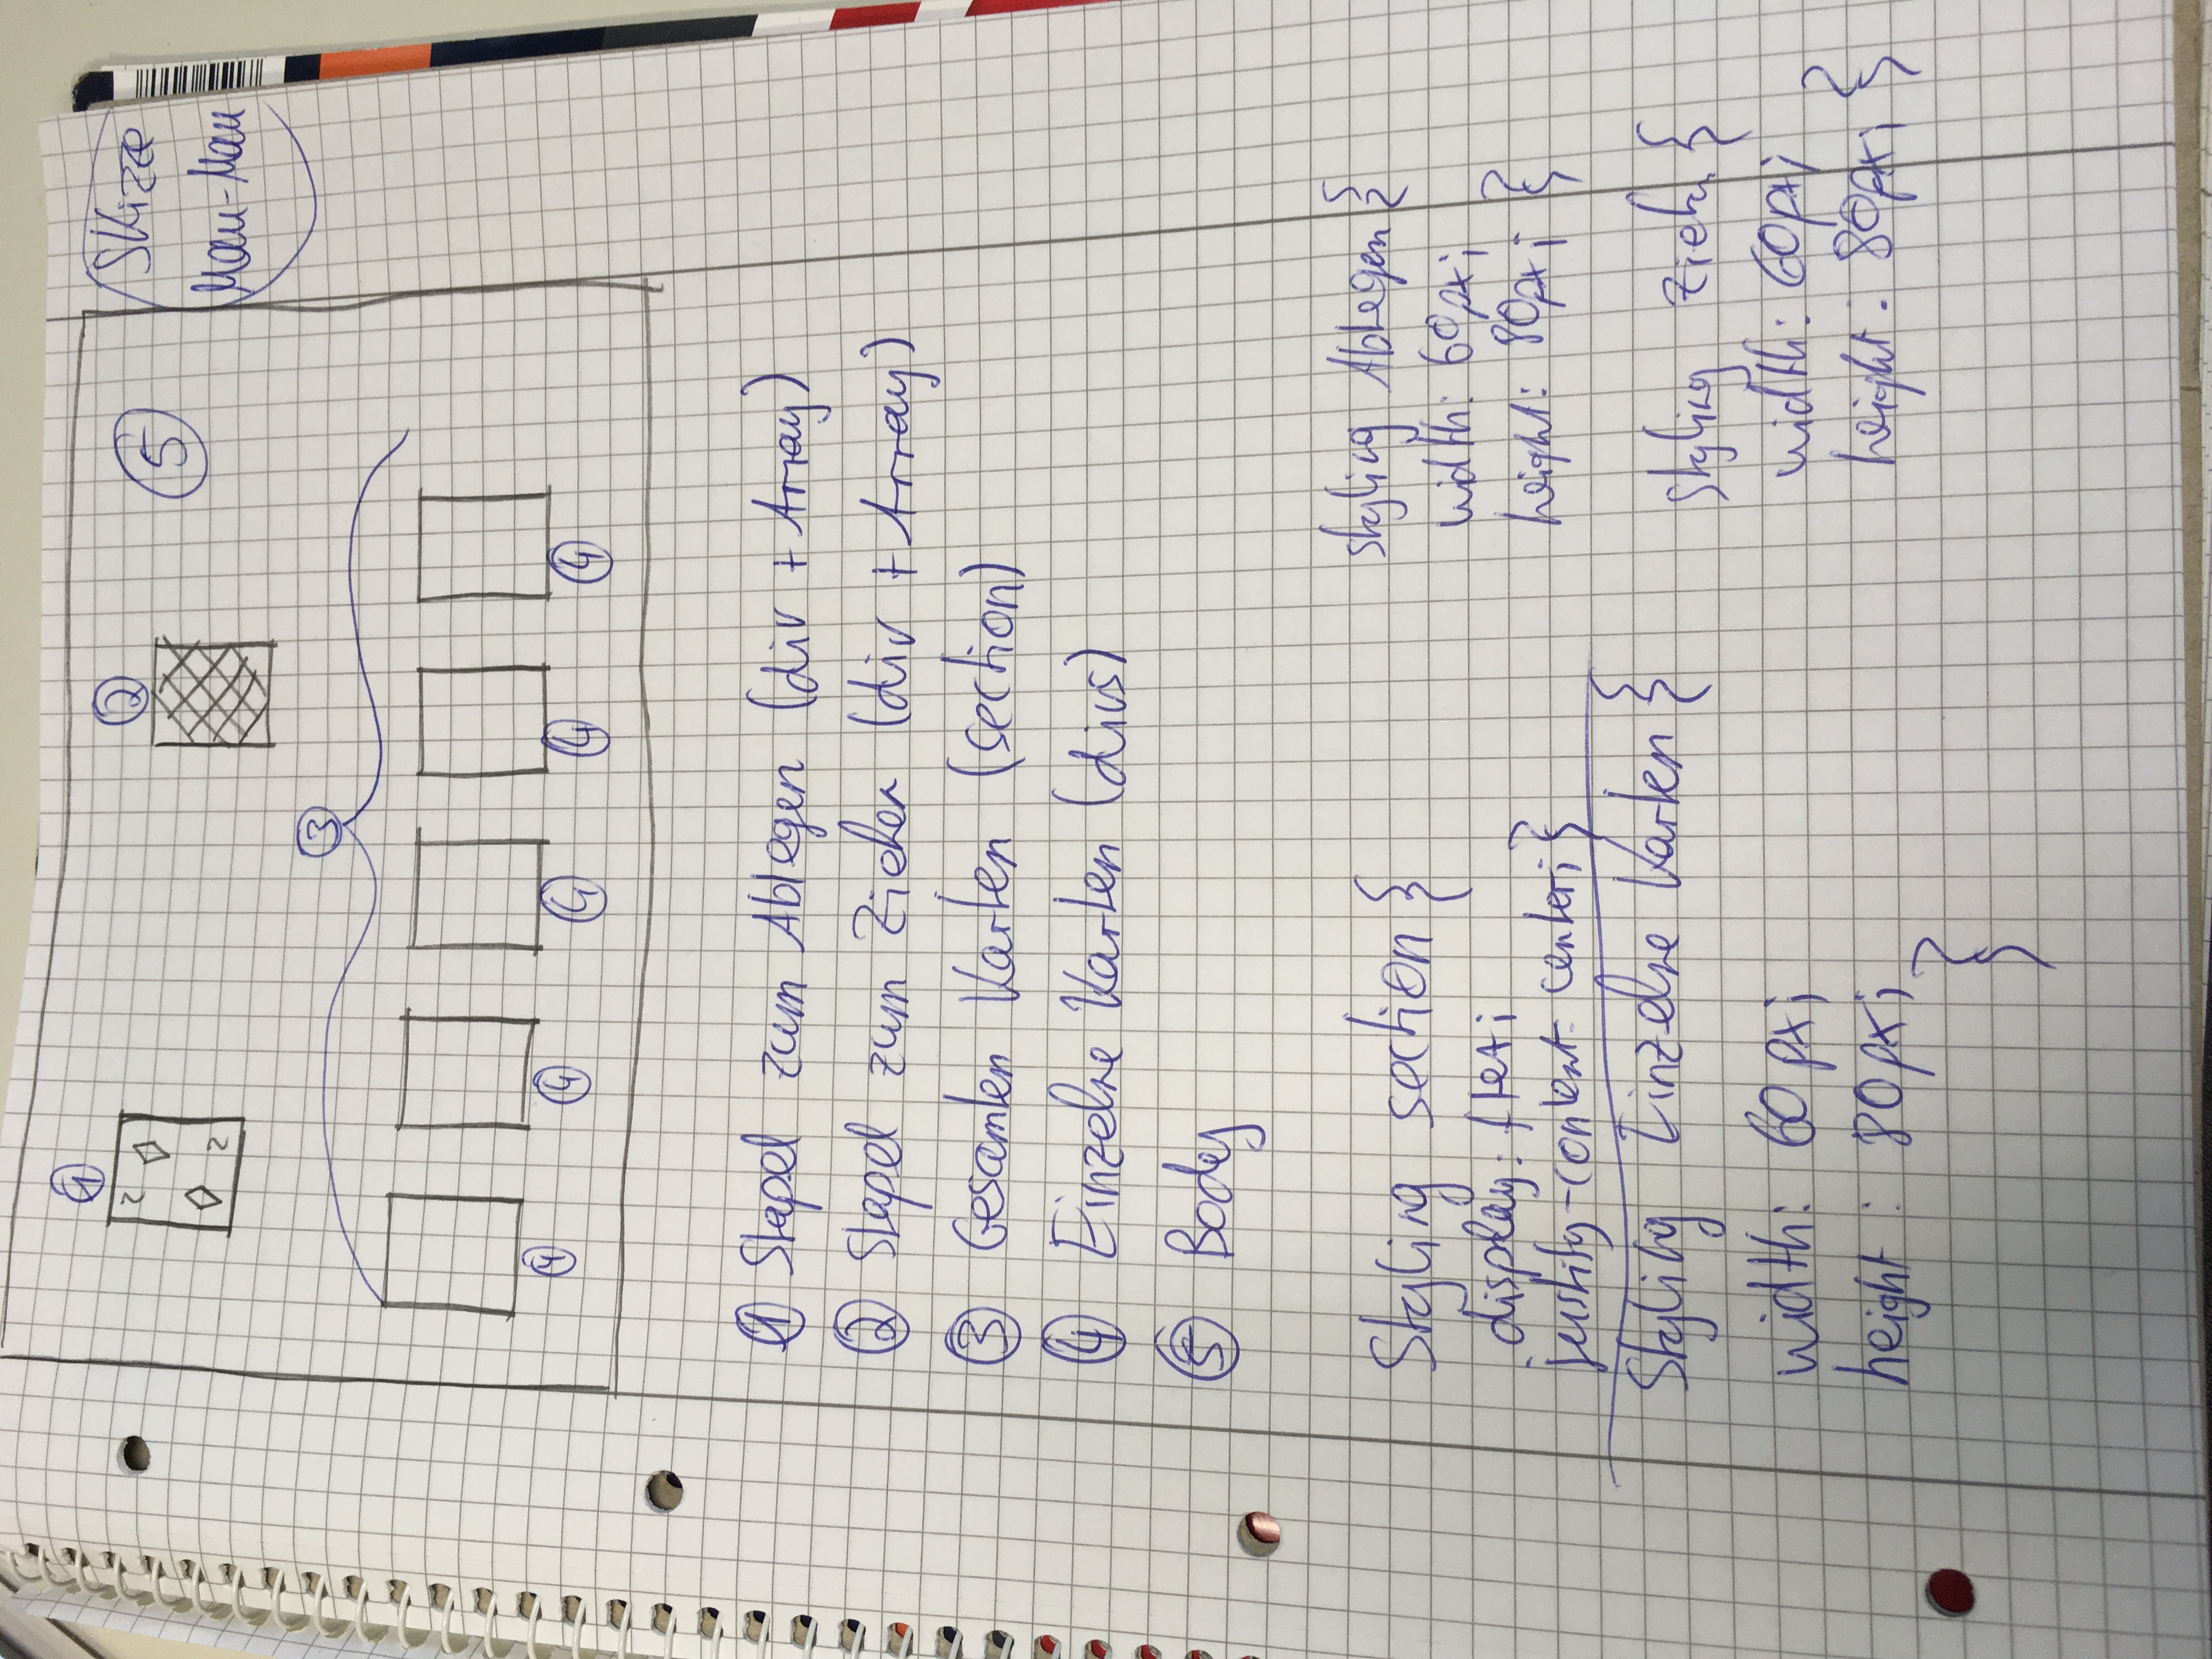 Skizze
Mau-Mau
1
2
◊
◊
2
2
5
3
4
4
4
4
4
1 Stapel zum Ablegen (div + Array)
2 Stapel zum Ziehen (div + Array)
3 Gesamten Karten (section)
4 Einzelne Karten (divs)
5 Body
Styling section {
display: flex;
justify-content: center; }
Styling Einzelne Karten {
width: 60px;
height: 80px;
}
styling Ablegen {
width: 60px;
height: 80px; }
styling Ziehen {
width: 60px;
height: 80px; }